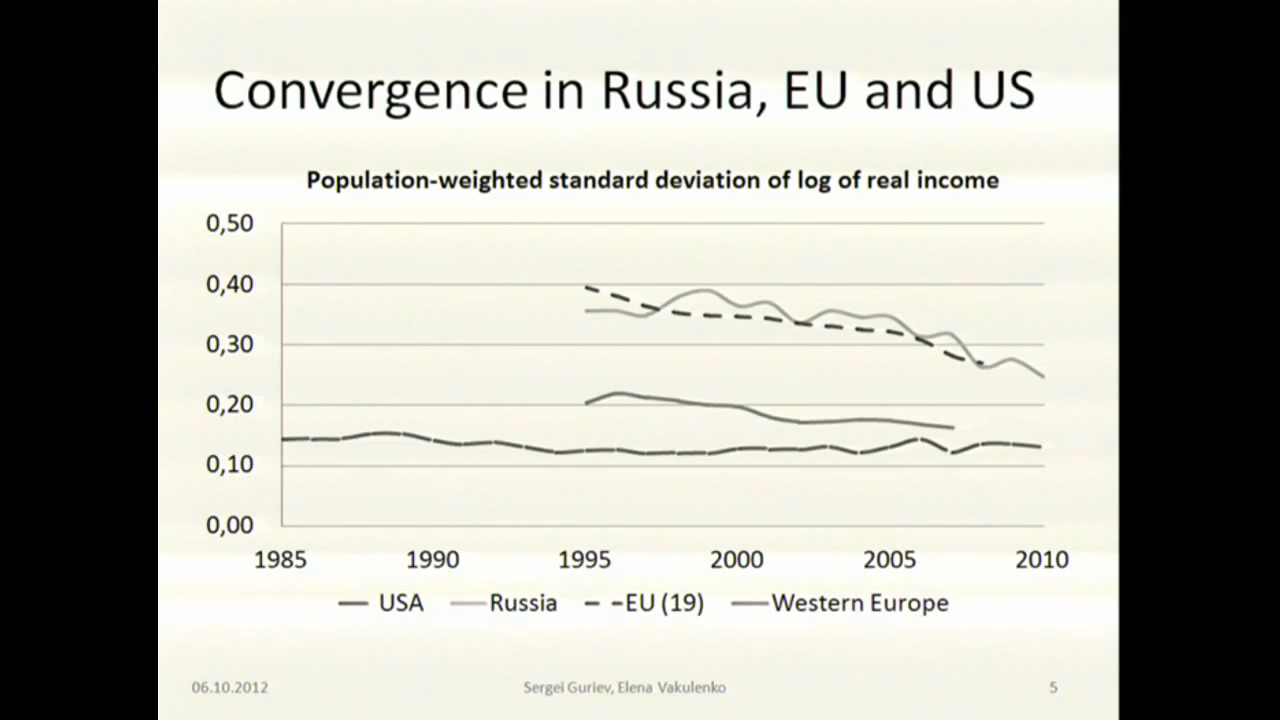 Convergence in Russia, EU and US
Population-weighted standard deviation of log of real income
0,50
0,40
0,30
0,20
0,10
0,00
1985 1990 1995 2000 2005 2010
USA Russia EU (19) Western Europe
06.10.2012 Sergei Guriev, Elena Vakulenko 5